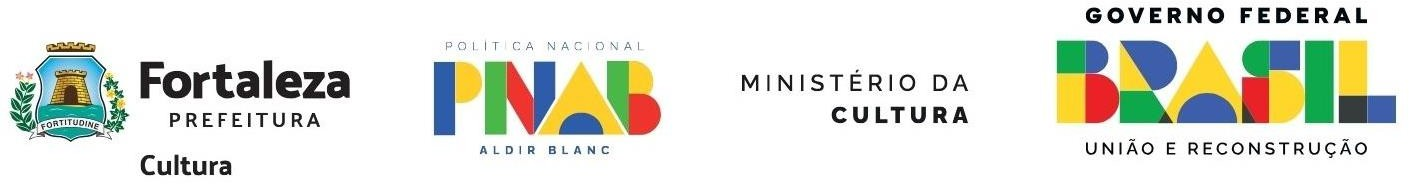 FORTITUDINE
Fortaleza
PREFEITURA
Cultura
POLÍTICA NACIONAL
PNAB
ALDIR BLANC
MINISTÉRIO DA
CULTURA
GOVERNO FEDERAL
BRASIL
UNIÃO E RECONSTRUÇÃO